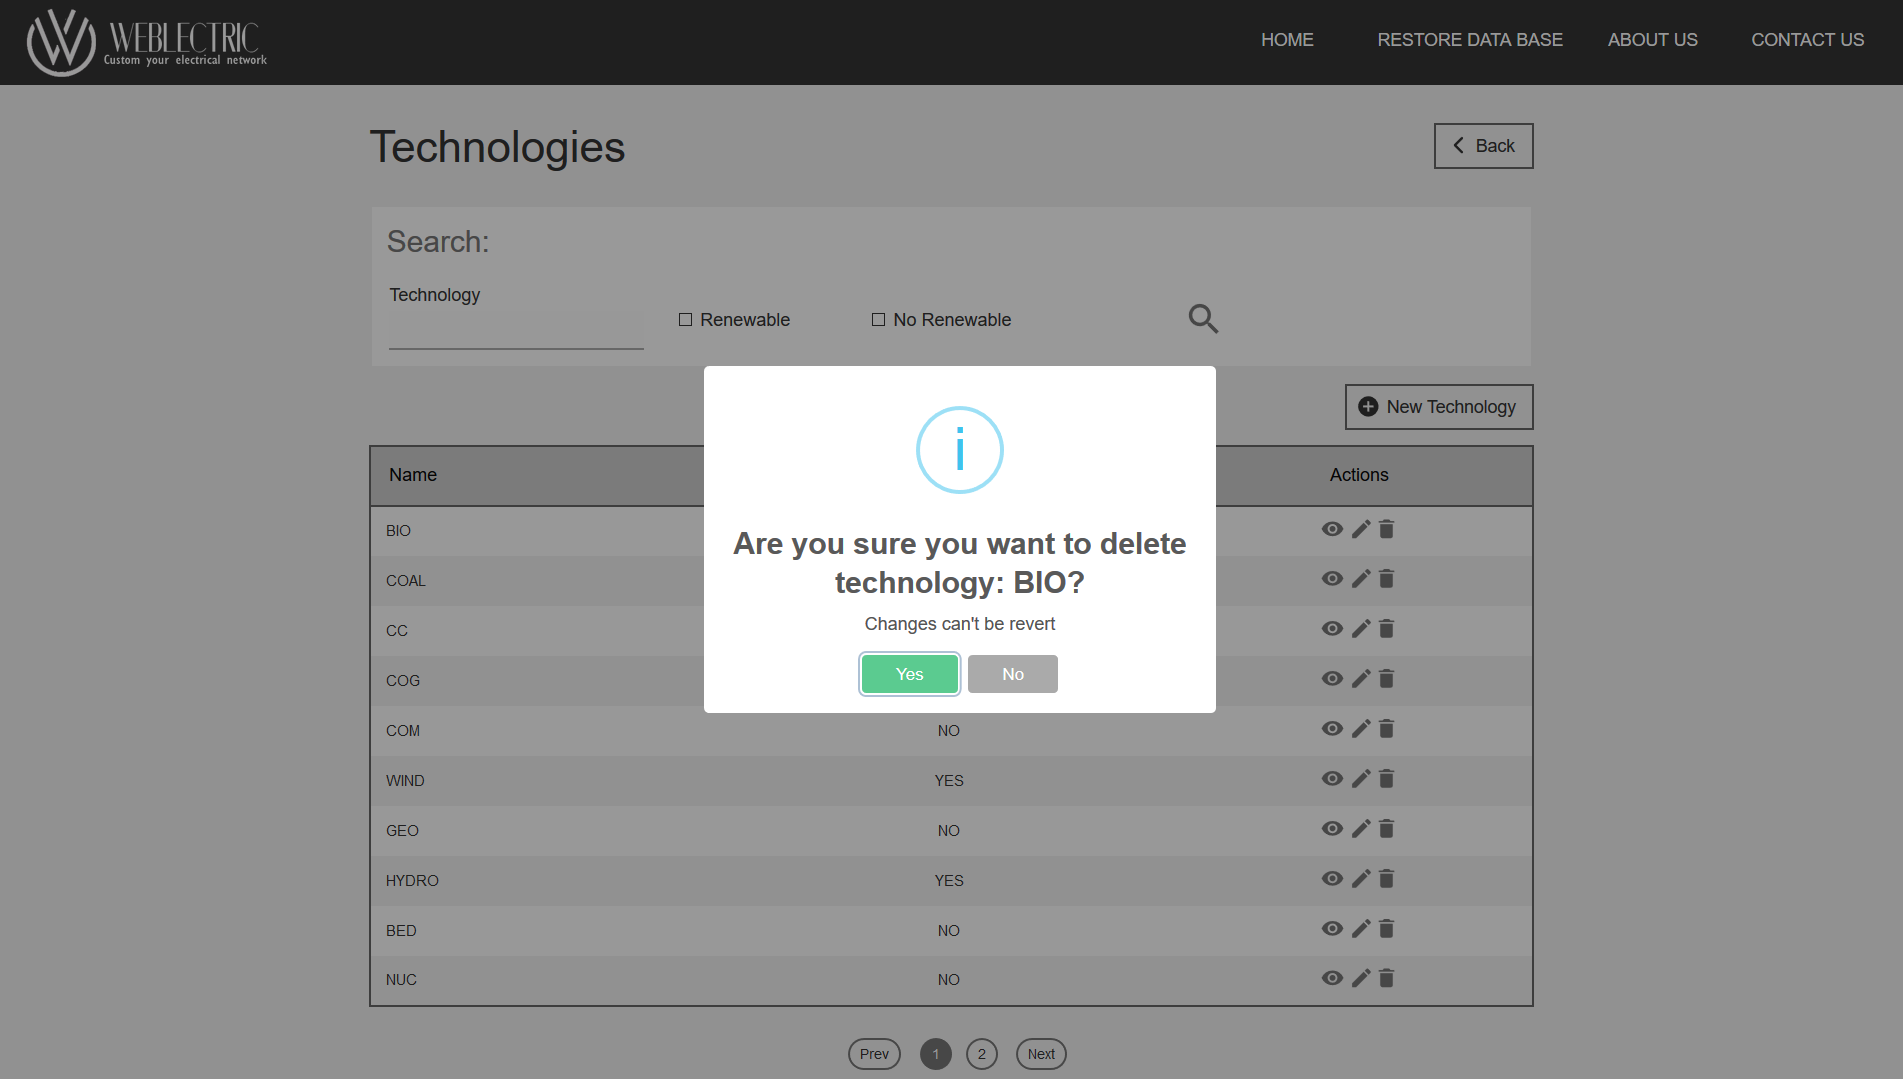 WEBLECTRIC
Custom your electrical network
HOME RESTORE DATA BASE ABOUT US CONTACT US
Technologies
Back
Search:
Technology
Renewable No Renewable
New Technology
Name Actions
BIO
COAL
CC
COG
COM NO
WIND YES
GEO NO
HYDRO YES
BED NO
NUC NO
i
Are you sure you want to delete
technology: BIO?
Changes can't be revert
Yes No
Prev 1 2 Next